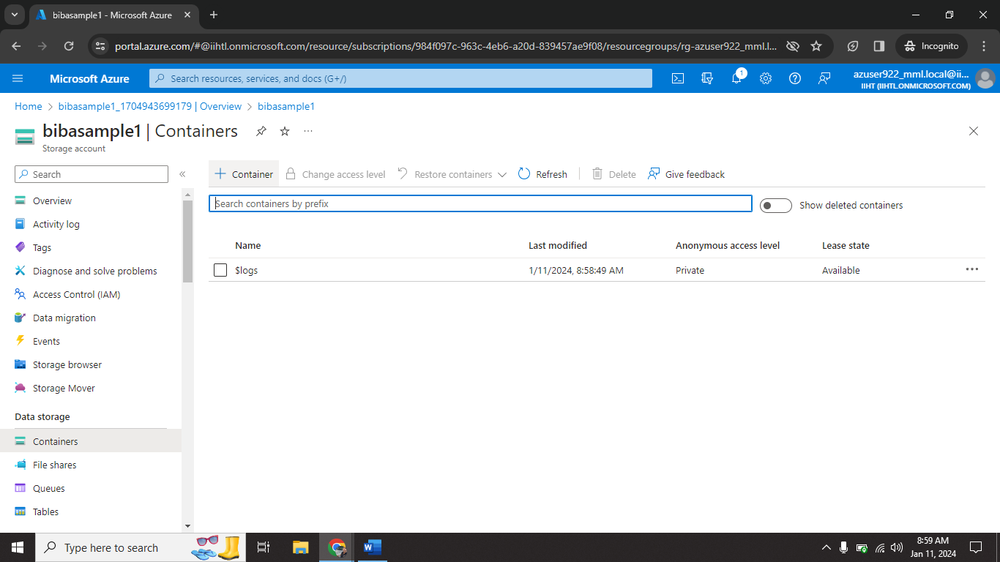 bibasample1 - Microsoft Azure
portal.azure.com/#@iihtl.onmicrosoft.com/resource/subscriptions/984f097c-963c-4eb6-a20d-839457ae9f08/resourcegroups/rg-azuser922_mml.l...
Incognito
Microsoft Azure
Search resources, services, and docs (G+/)
1
azuser922_mml.local@ii...
IIHT (IIHTL.ONMICROSOFT.COM)
Home > bibasample1_1704943699179 | Overview > bibasample1
bibasample1 | Containers
Storage account
Search
Container
Change access level
Restore containers
Refresh
Delete
Give feedback
Search containers by prefix
Show deleted containers
Overview
Activity log
Tags
Diagnose and solve problems
Access Control (IAM)
Data migration
Events
Storage browser
Storage Mover
Data storage
Containers
File shares
Queues
Tables
Name Last modified Anonymous access level Lease state
$logs 1/11/2024, 8:58:49 AM Private Available
Type here to search
8:59 AM
Jan 11, 2024